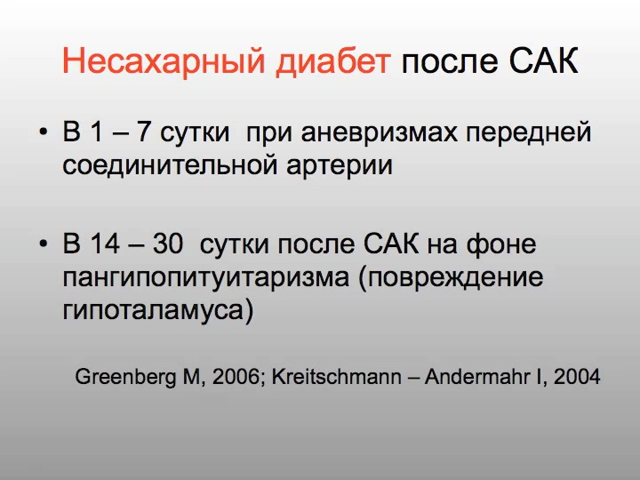 Несахарный диабет после САК
• В 1 – 7 сутки при аневризмах передней
соединительной артерии
• В 14 – 30 сутки после САК на фоне
пангипопитуитаризма (повреждение
гипоталамуса)
Greenberg M, 2006; Kreitschmann – Andermahr I, 2004